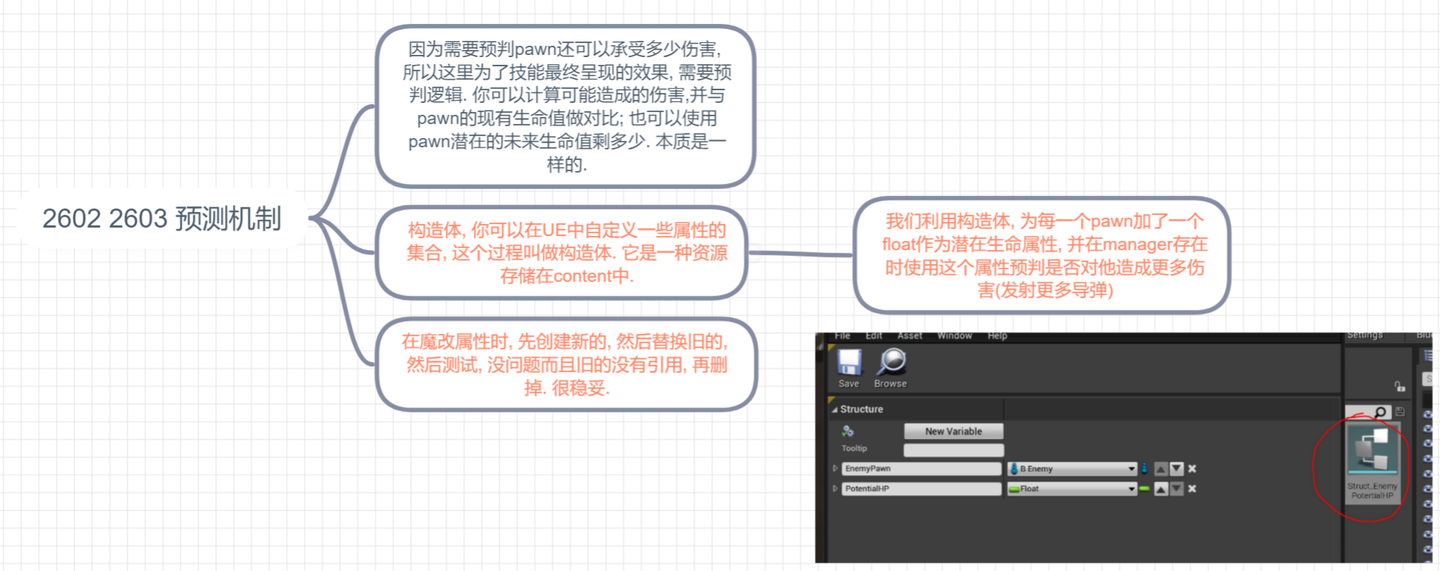 因为需要预判pawn还可以承受多少伤害,
所以这里为了技能最终呈现的效果, 需要预
判逻辑. 你可以计算可能造成的伤害,并与
pawn的现有生命值做对比; 也可以使用
pawn潜在的未来生命值剩多少. 本质是一
样的.
2602 2603 预测机制
构造体, 你可以在UE中自定义一些属性的
集合, 这个过程叫做构造体. 它是一种资源
存储在content中.
我们利用构造体, 为每一个pawn加了一个
float作为潜在生命属性, 并在manager存在
时使用这个属性预判是否对他造成更多伤
害(发射更多导弹)
在魔改属性时, 先创建新的, 然后替换旧的,
然后测试, 没问题而且旧的没有引用, 再删
掉. 很稳妥.
File Edit Asset Window Help
Settings
Save Browse
Structure
New Variable
Tooltip
EnemyPawn B Enemy
PotentialHP Float
Struct_Enemy
PotertialHP